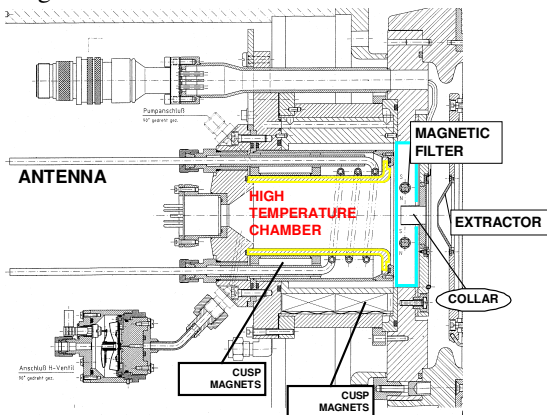 Pumpanschluß
90° gedreht gez.
MAGNETIC
FILTER
ANTENNA
HIGH
TEMPERATURE
CHAMBER
S
N
EXTRACTOR
S
N
COLLAR
Anschluß H-Ventil
90° gedreht gez.
CUSP
MAGNETS
CUSP
MAGNETS